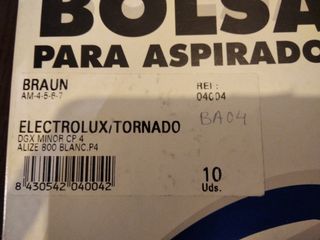 BOLSA
PARA ASPIRADO
BRAUN
AM-4-5-6-7
REF:
04004
BA04
ELECTROLUX/TORNADO
DGX MINOR CP 4
ALIZE 800 BLANC.P4
8 430542 040042
10
Uds.